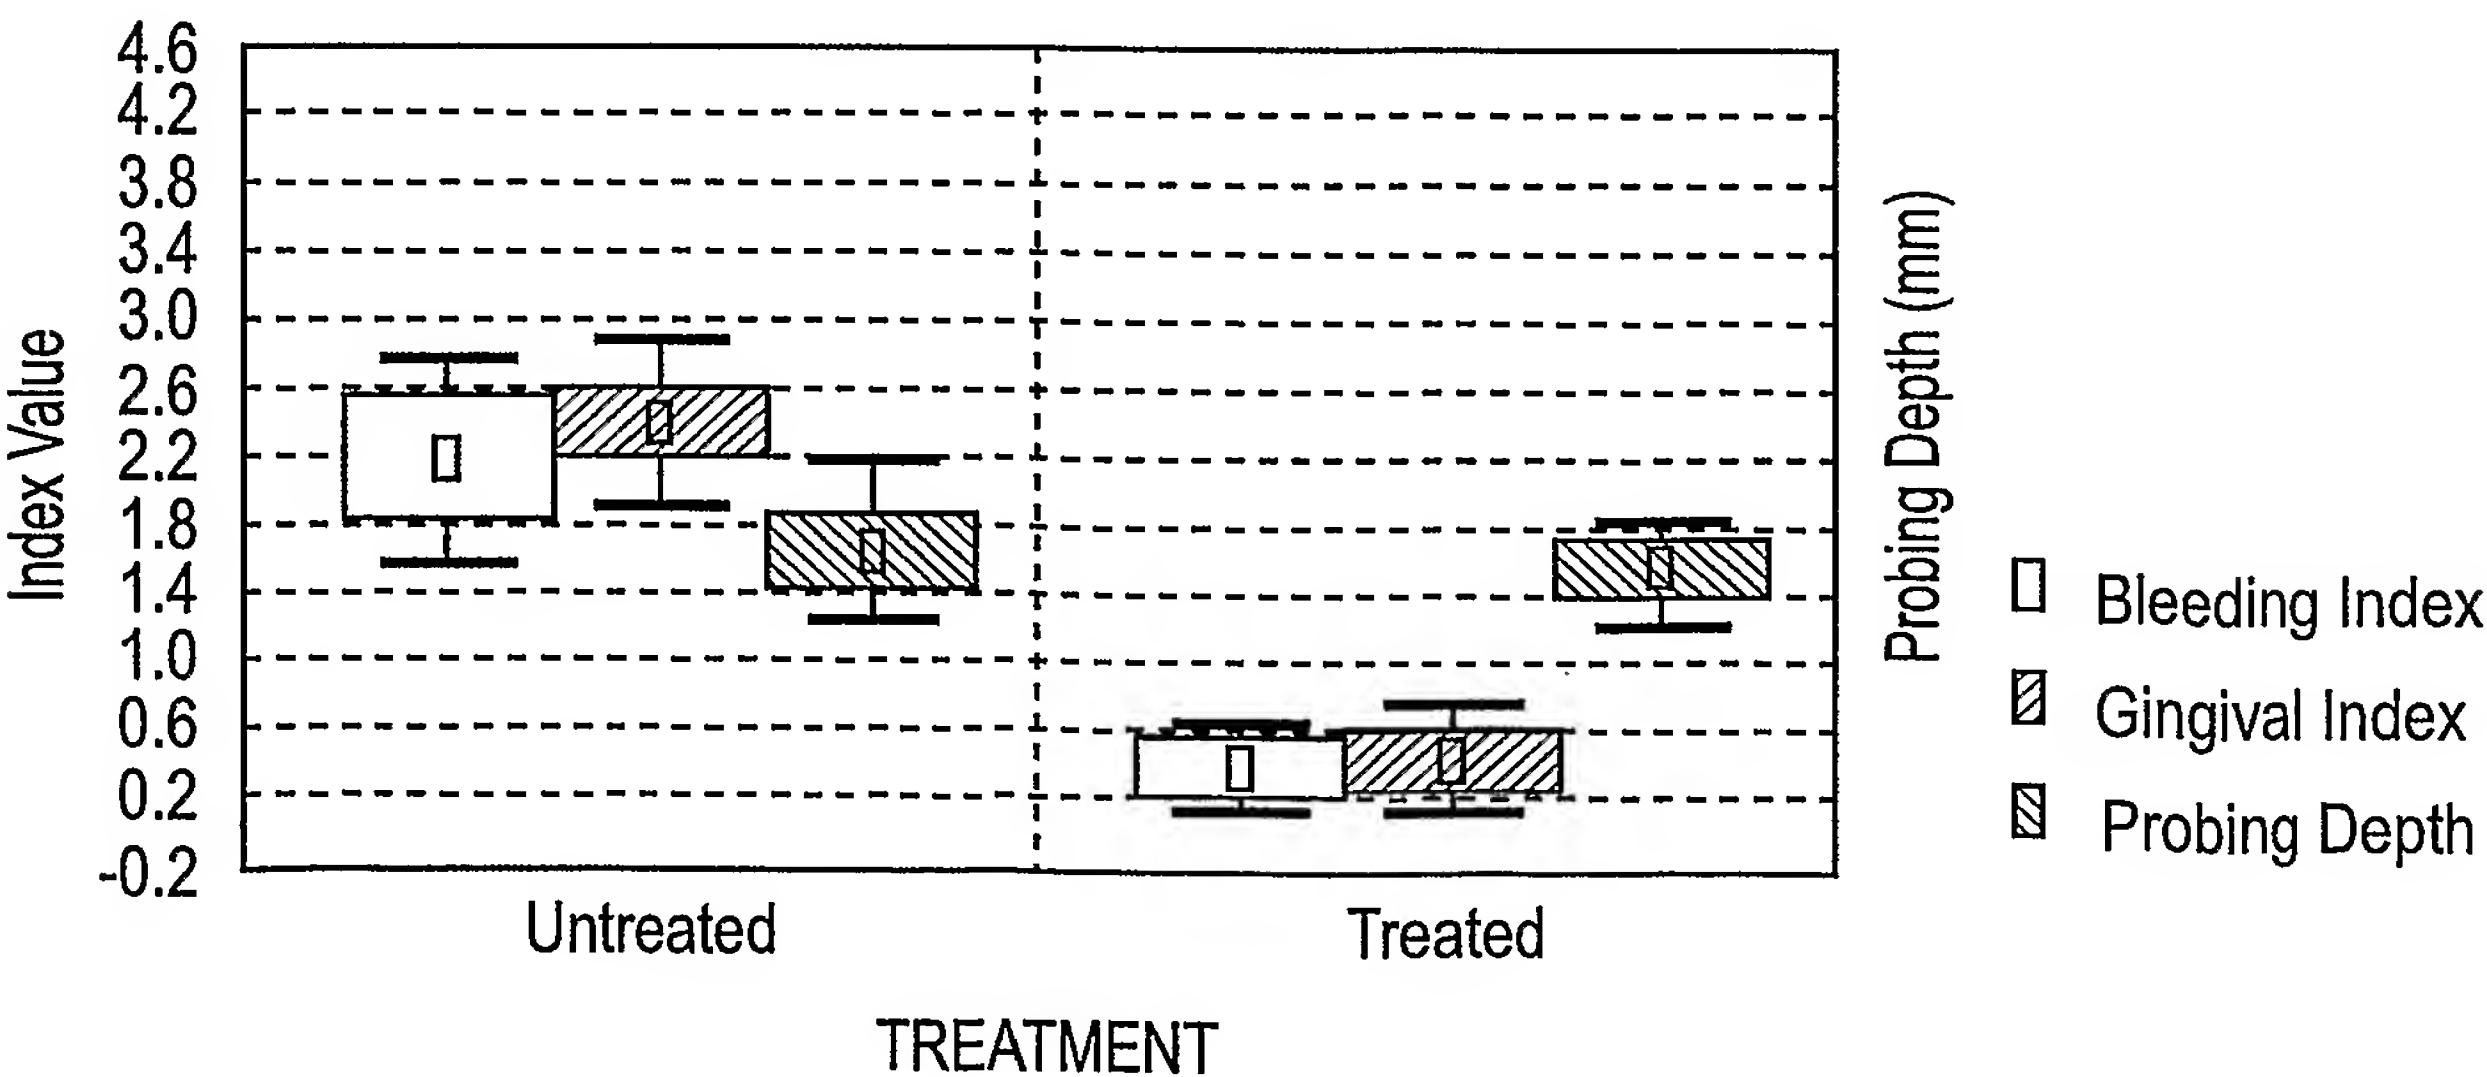 4.6
4.2
3.8
3.4
3.0
2.6
2.2
1.8
1.4
1.0
0.6
0.2
-0.2
Index Value
Untreated
Treated
TREATMENT
Probing Depth (mm)
Bleeding Index
Gingival Index
Probing Depth